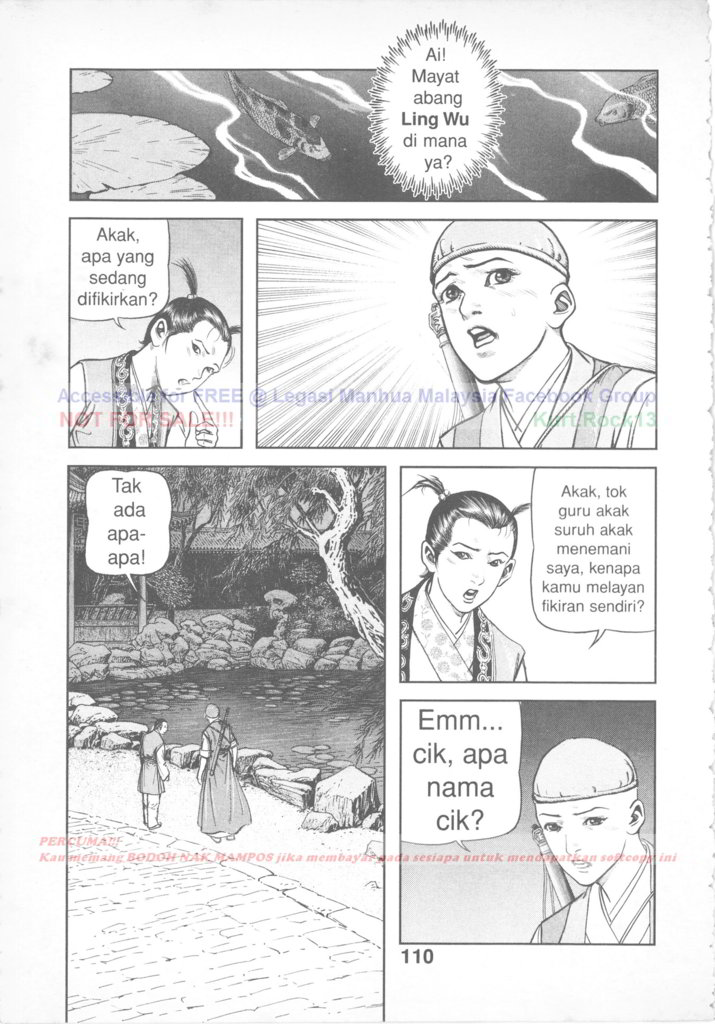 Ai!
Mayat
abang
Ling Wu
di mana
ya?
Akak,
apa yang
sedang
difikirkan?
Accessible for FREE @ Legasi Manhua Malaysia Facebook Group
NOT FOR SALE!!!
Kurt.Rock13
Tak
ada
apa-
apa!
Akak, tok
guru akak
suruh akak
menemani
saya, kenapa
kamu melayan
fikiran sendiri?
Emm...
cik, apa
nama
cik?
PERCUMA!!!
Kau memang BODOH NAK MAMPOS jika membayar pada sesiapa untuk mendapatkan softcopy ini
110